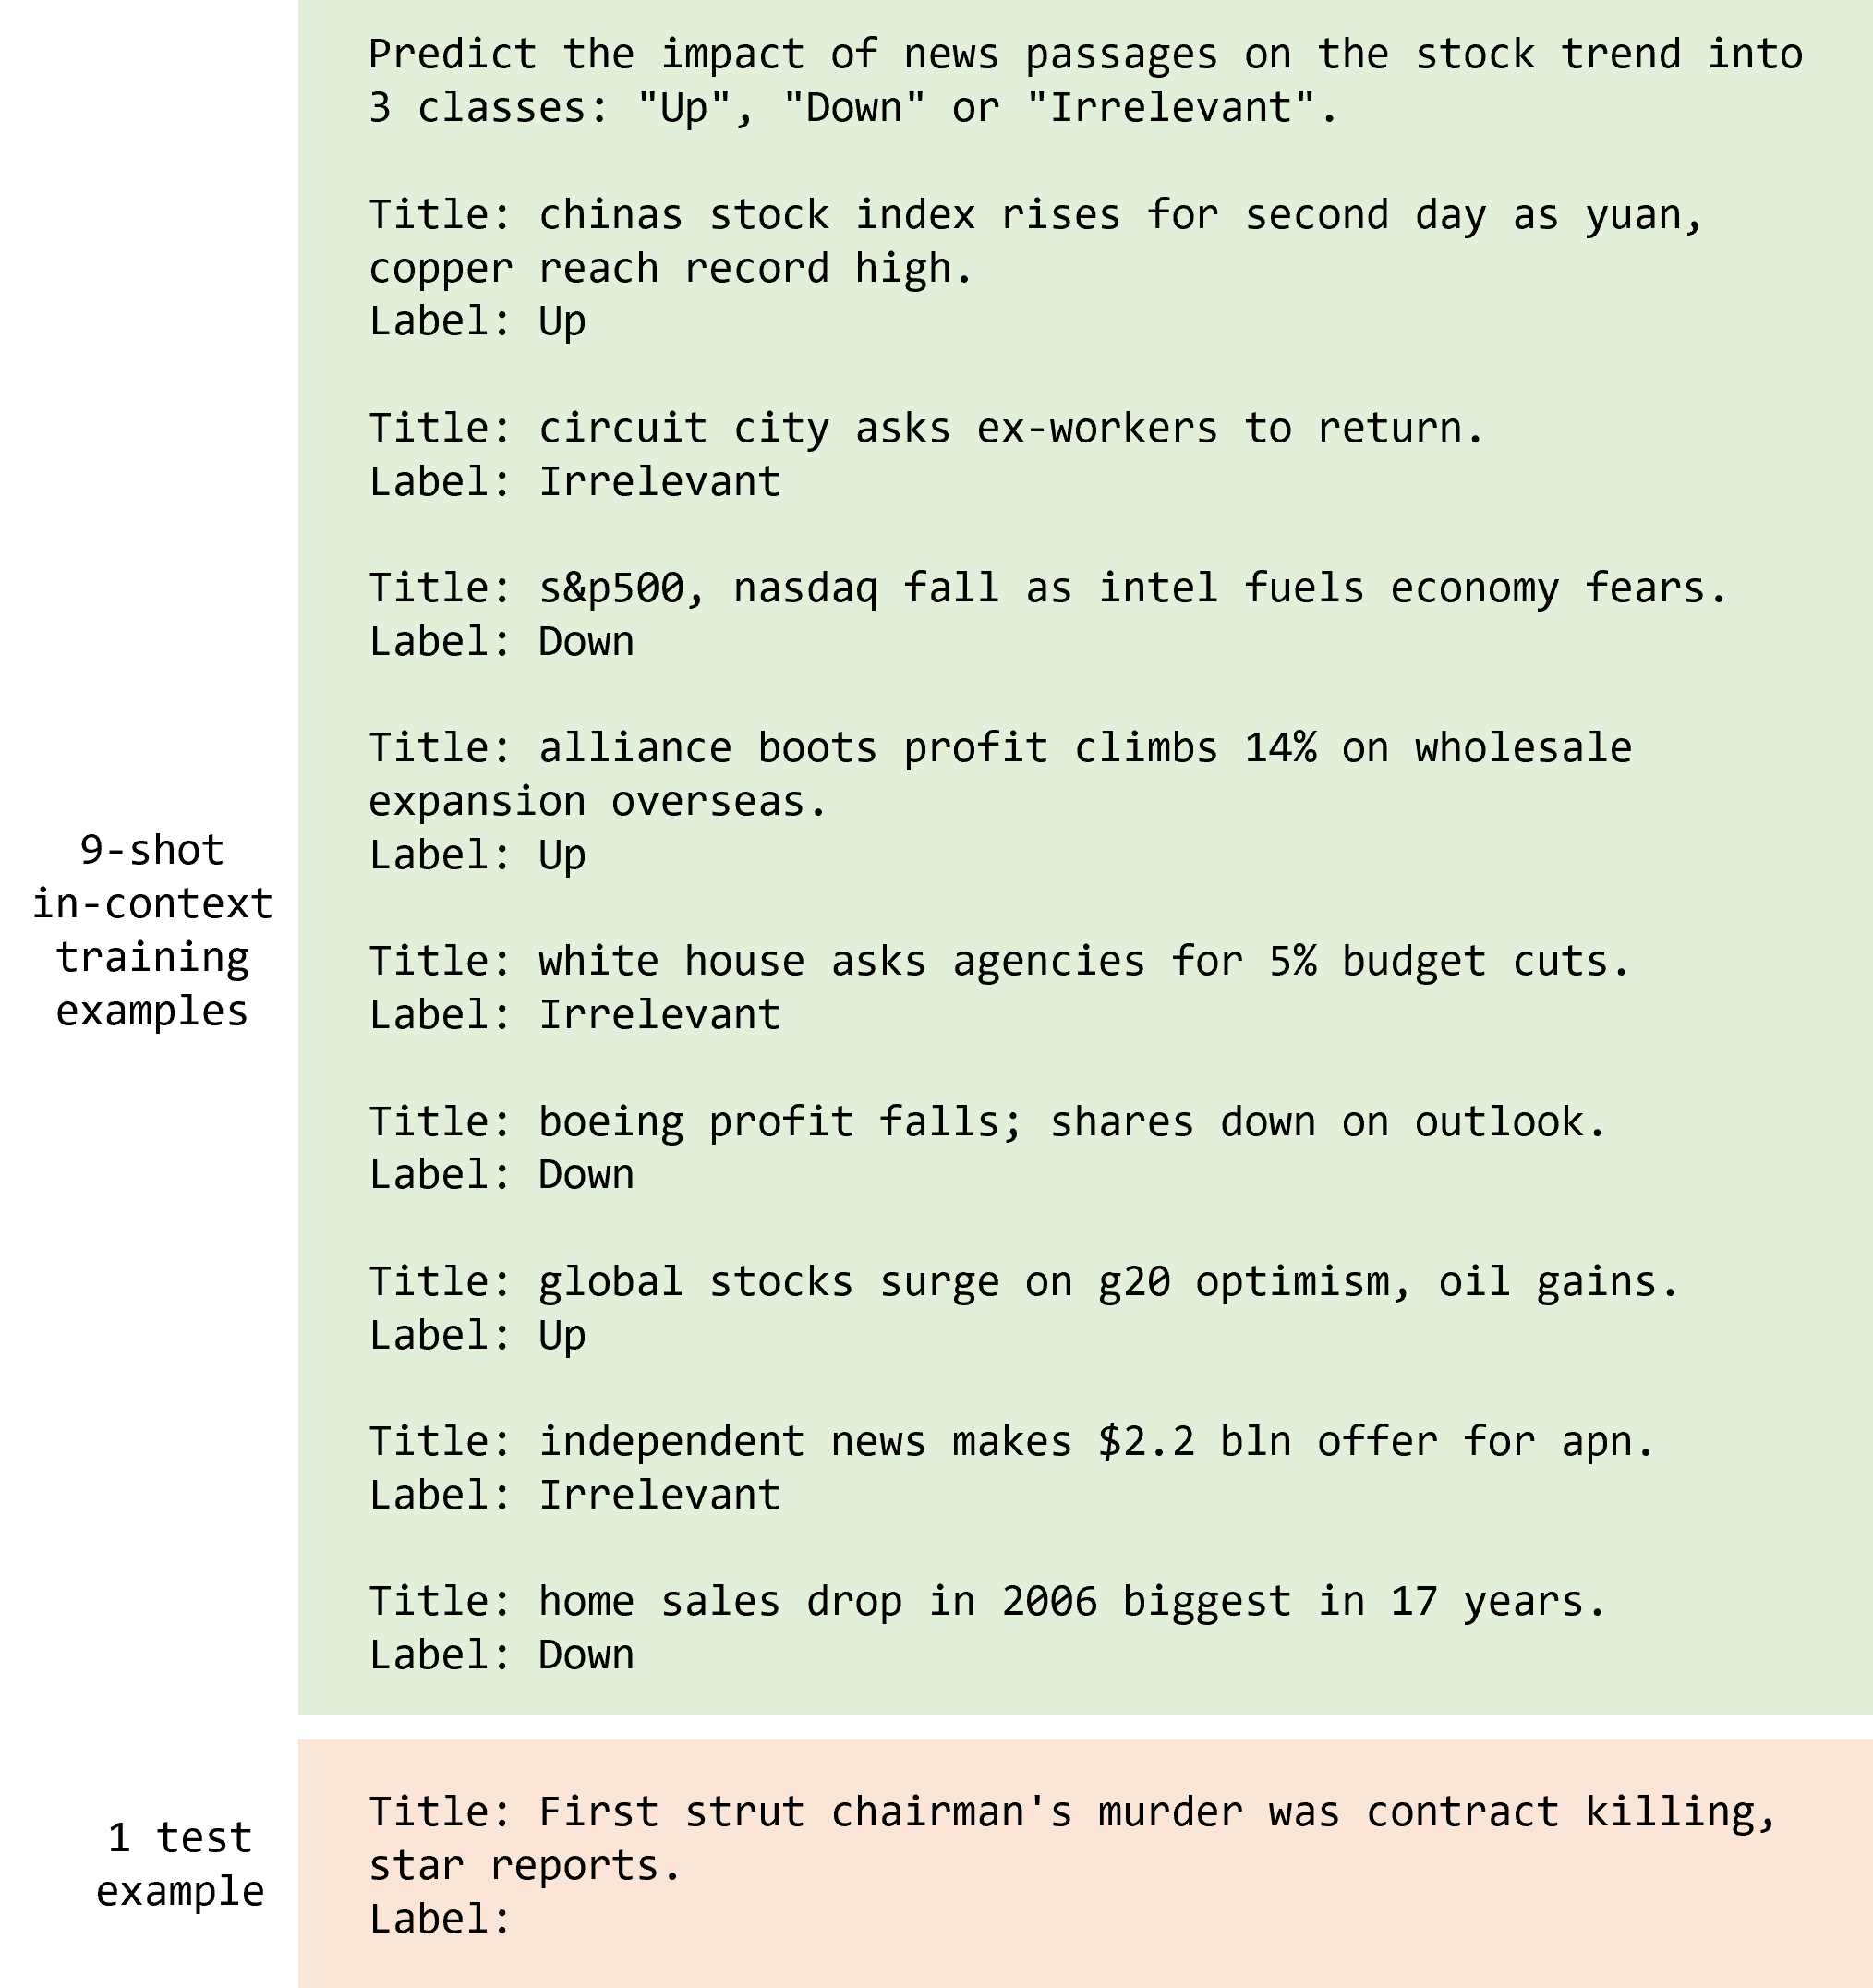 Predict the impact of news passages on the stock trend into
3 classes: "Up", "Down" or "Irrelevant".
Title: chinas stock index rises for second day as yuan,
copper reach record high.
Label: Up
Title: circuit city asks ex-workers to return.
Label: Irrelevant
Title: s&p500, nasdaq fall as intel fuels economy fears.
Label: Down
Title: alliance boots profit climbs 14% on wholesale
expansion overseas.
Label: Up
Title: white house asks agencies for 5% budget cuts.
Label: Irrelevant
Title: boeing profit falls; shares down on outlook.
Label: Down
Title: global stocks surge on g20 optimism, oil gains.
Label: Up
Title: independent news makes $2.2 bln offer for apn.
Label: Irrelevant
Title: home sales drop in 2006 biggest in 17 years.
Label: Down
9-shot
in-context
training
examples
Title: First strut chairman's murder was contract killing,
star reports.
Label:
1 test
example